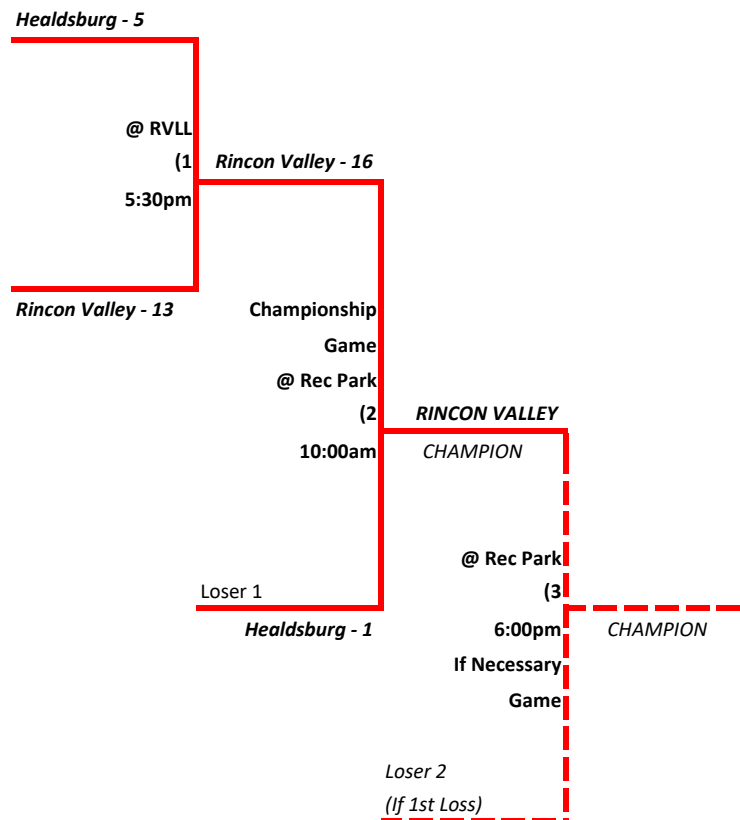 Healdsburg - 5
@ RVLL
(1
Rincon Valley - 16
5:30pm
Rincon Valley - 13
Championship
Game
@ Rec Park
(2
RINCON VALLEY
10:00am
CHAMPION
@ Rec Park
Loser 1
(3
Healdsburg - 1
6:00pm
CHAMPION
If Necessary
Game
Loser 2
(If 1st Loss)